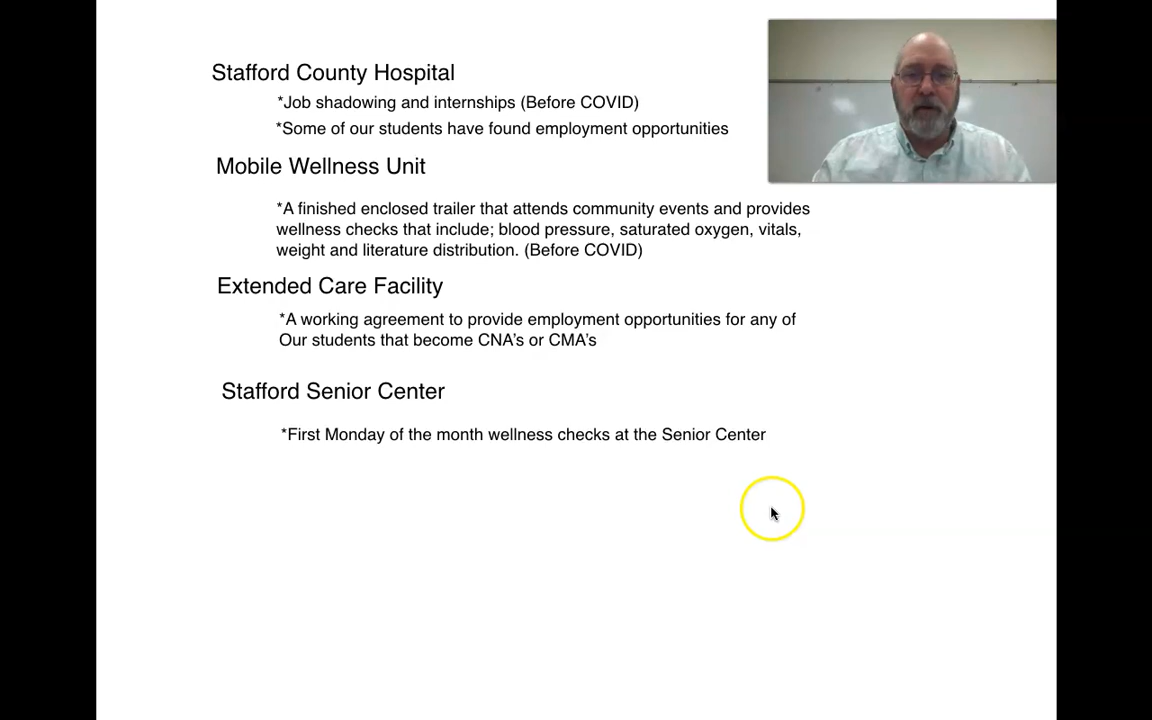 Stafford County Hospital
*Job shadowing and internships (Before COVID)
*Some of our students have found employment opportunities
Mobile Wellness Unit
*A finished enclosed trailer that attends community events and provides
wellness checks that include; blood pressure, saturated oxygen, vitals,
weight and literature distribution. (Before COVID)
Extended Care Facility
*A working agreement to provide employment opportunities for any of
Our students that become CNA's or CMA's
Stafford Senior Center
*First Monday of the month wellness checks at the Senior Center